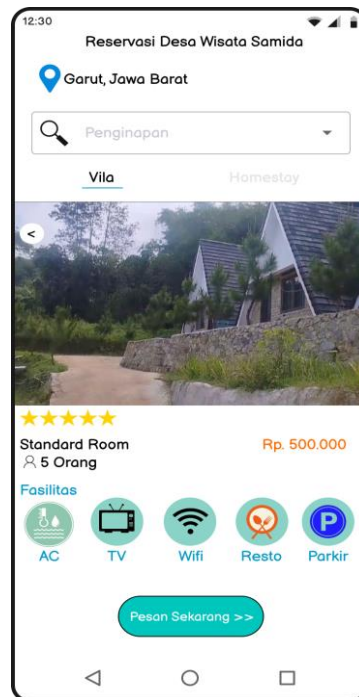 12:30
Reservasi Desa Wisata Samida
Garut, Jawa Barat
Penginapan
Vila Homestay
<
Standard Room Rp. 500.000
5 Orang
Fasilitas
P
AC TV Wifi Resto Parkir
Pesan Sekarang >>